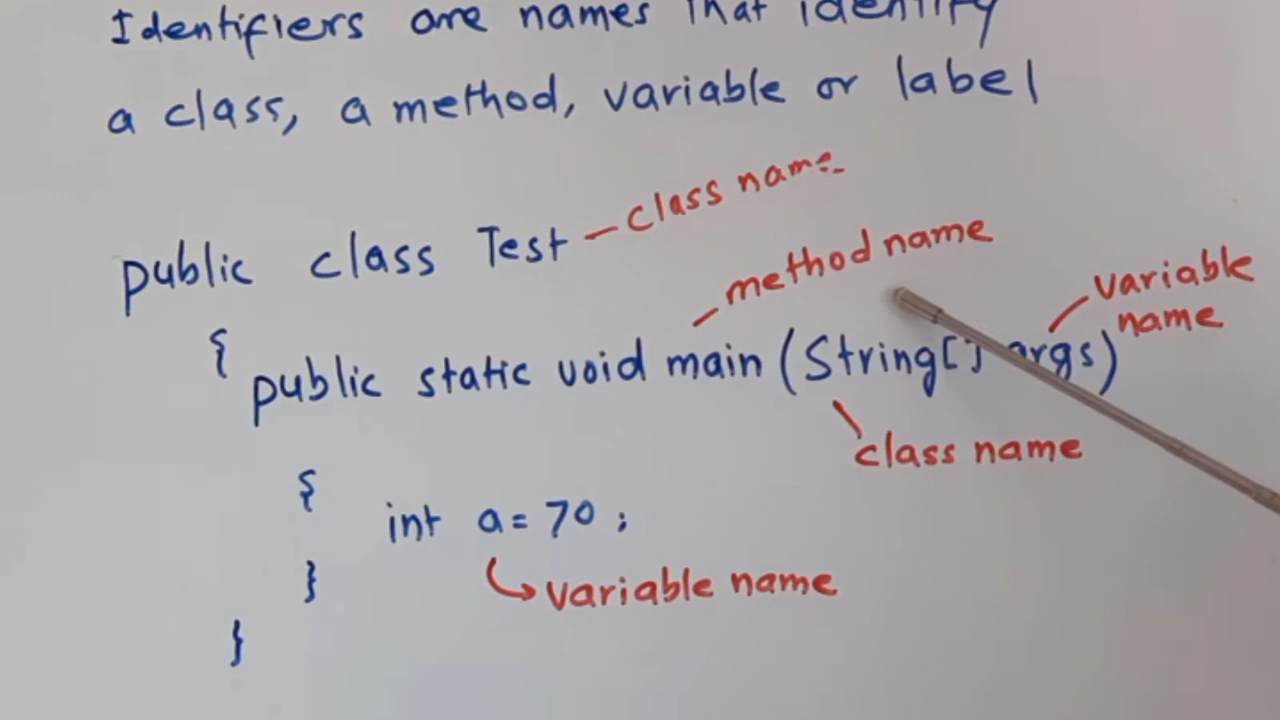 Identifiers are names that identify
a class, a method, variable or label
public class Test
class name
method name
variable
name
{
public static void main (String[] args)
class name
{
int a = 70 ;
variable name
}
}